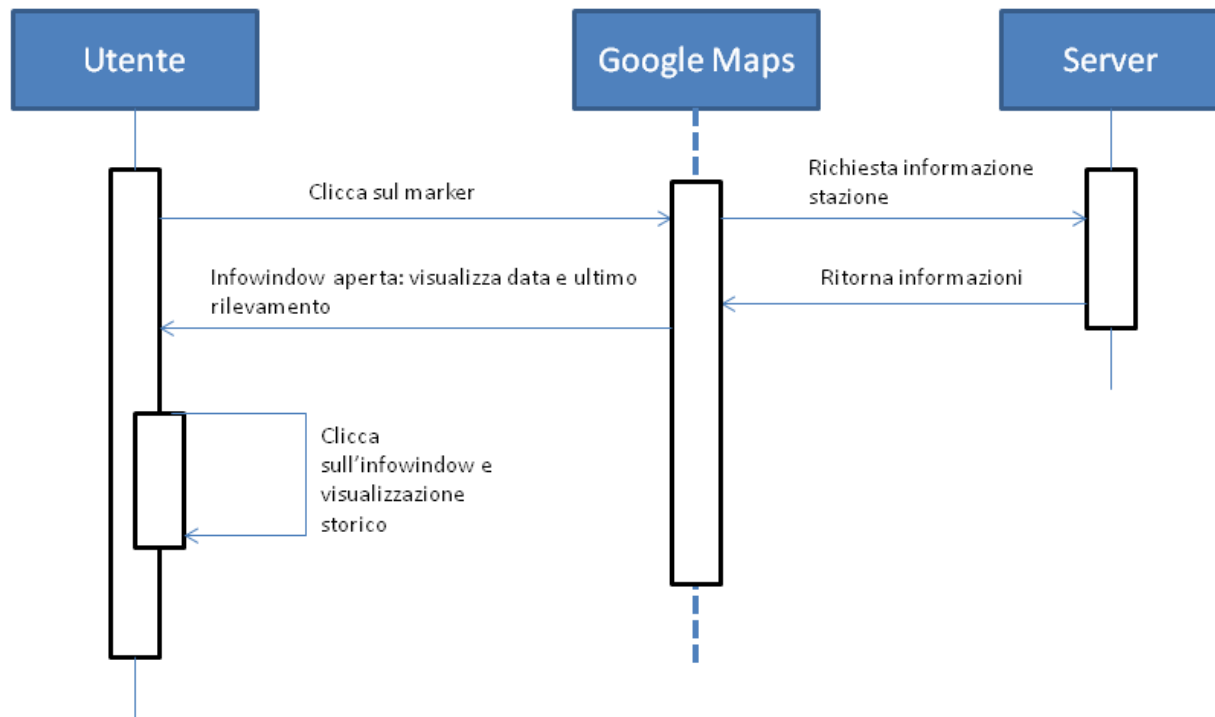 Utente
Google Maps
Server
Clicca sul marker
Richiesta informazione
stazione
Infowindow aperta: visualizza data e ultimo
rilevamento
Ritorna informazioni
Clicca
sull'infowindow e
visualizzazione
storico